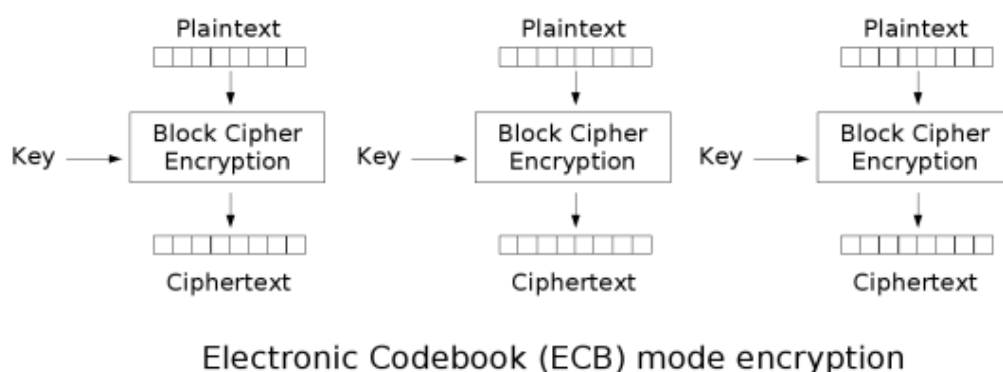 Plaintext Plaintext Plaintext
Key Block Cipher Encryption Key Block Cipher Encryption Key Block Cipher Encryption
Ciphertext Ciphertext Ciphertext
Electronic Codebook (ECB) mode encryption